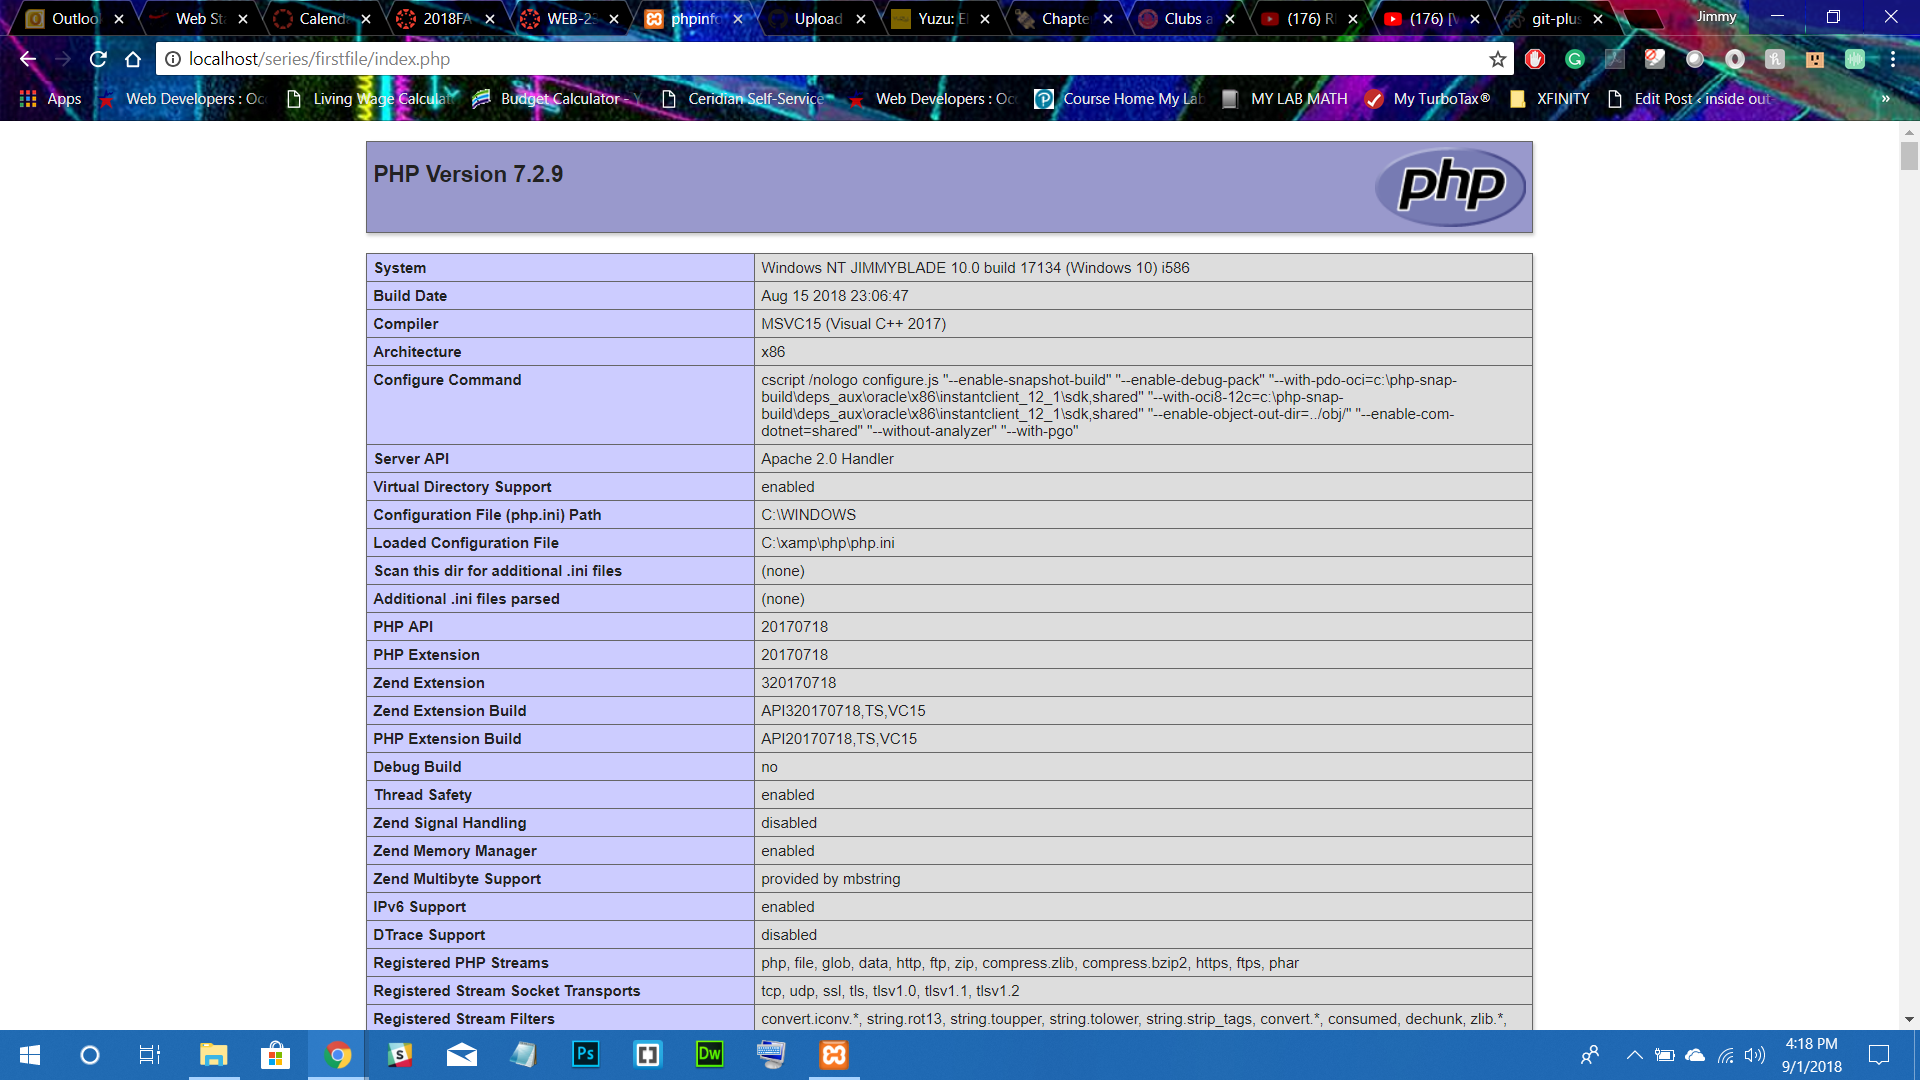 Outloo
Web Sta
Calend
2018FA
WEB-23
phpinfo
Upload
Yuzu: E
Chapte
Clubs a
(176) R
(176) [V
git-plus
Jimmy
localhost/series/firstfile/index.php
Apps
Web Developers : Occ
Living Wage Calculat
Budget Calculator - Y
Ceridian Self-Service
Web Developers : Occ
Course Home My Lab
MY LAB MATH
My TurboTax®
XFINITY
Edit Post ‹ inside out
»
PHP Version 7.2.9
php
System Windows NT JIMMYBLADE 10.0 build 17134 (Windows 10) i586
Build Date Aug 15 2018 23:06:47
Compiler MSVC15 (Visual C++ 2017)
Architecture x86
Configure Command cscript /nologo configure.js "--enable-snapshot-build" "--enable-debug-pack" "--with-pdo-oci=c:\php-snap-
build\deps_aux\oracle\x86\instantclient_12_1\sdk,shared" "--with-oci8-12c=c:\php-snap-
build\deps_aux\oracle\x86\instantclient_12_1\sdk,shared" "--enable-object-out-dir=../obj/" "--enable-com-
dotnet=shared" "--without-analyzer" "--with-pgo"
Server API Apache 2.0 Handler
Virtual Directory Support enabled
Configuration File (php.ini) Path C:\WINDOWS
Loaded Configuration File C:\xamp\php\php.ini
Scan this dir for additional .ini files (none)
Additional .ini files parsed (none)
PHP API 20170718
PHP Extension 20170718
Zend Extension 320170718
Zend Extension Build API320170718,TS,VC15
PHP Extension Build API20170718,TS,VC15
Debug Build no
Thread Safety enabled
Zend Signal Handling disabled
Zend Memory Manager enabled
Zend Multibyte Support provided by mbstring
IPv6 Support enabled
DTrace Support disabled
Registered PHP Streams php, file, glob, data, http, ftp, zip, compress.zlib, compress.bzip2, https, ftps, phar
Registered Stream Socket Transports tcp, udp, ssl, tls, tlsv1.0, tlsv1.1, tlsv1.2
Registered Stream Filters convert.iconv.*, string.rot13, string.toupper, string.tolower, string.strip_tags, convert.*, consumed, dechunk, zlib.*,
Ps
Dw
4:18 PM
9/1/2018